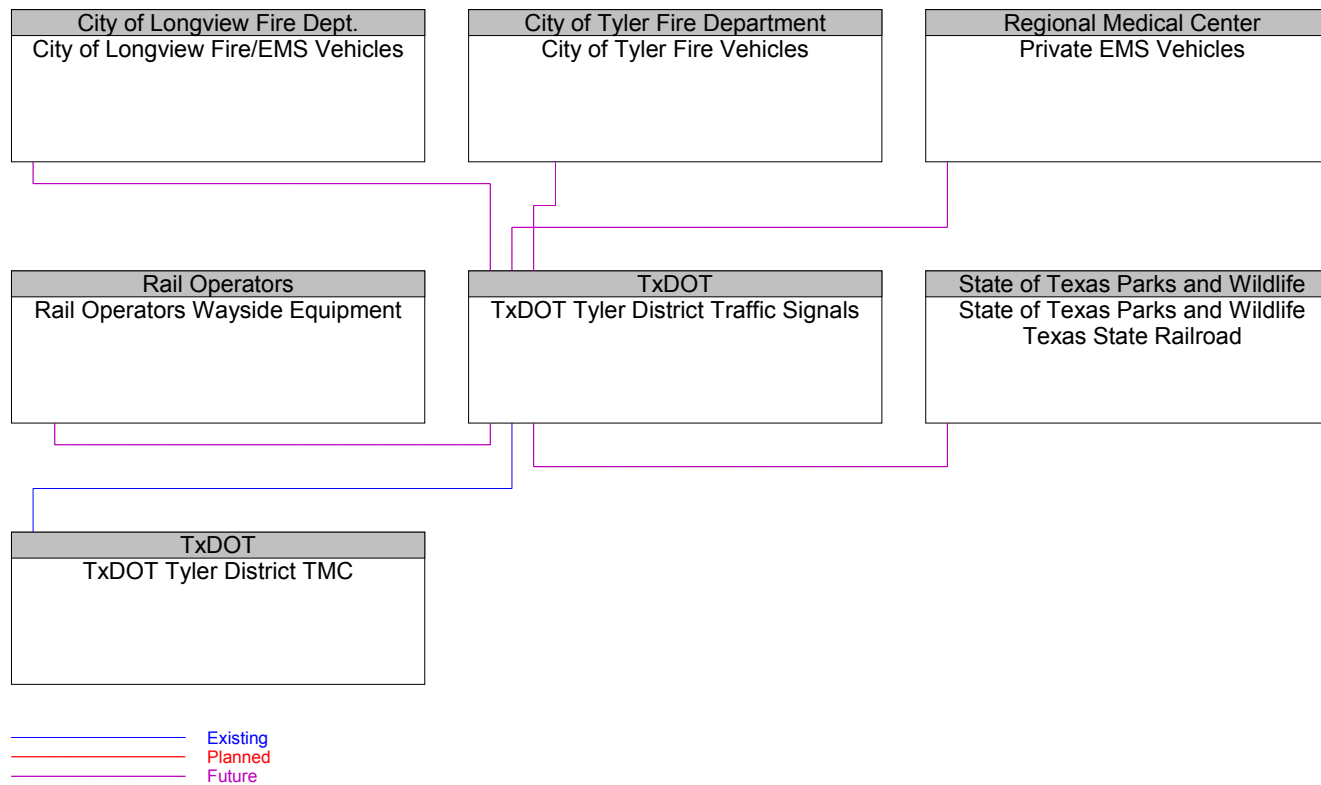 City of Longview Fire Dept.
City of Longview Fire/EMS Vehicles
City of Tyler Fire Department
City of Tyler Fire Vehicles
Regional Medical Center
Private EMS Vehicles
Rail Operators
Rail Operators Wayside Equipment
TxDOT
TxDOT Tyler District Traffic Signals
State of Texas Parks and Wildlife
State of Texas Parks and Wildlife
Texas State Railroad
TxDOT
TxDOT Tyler District TMC
Existing
Planned
Future